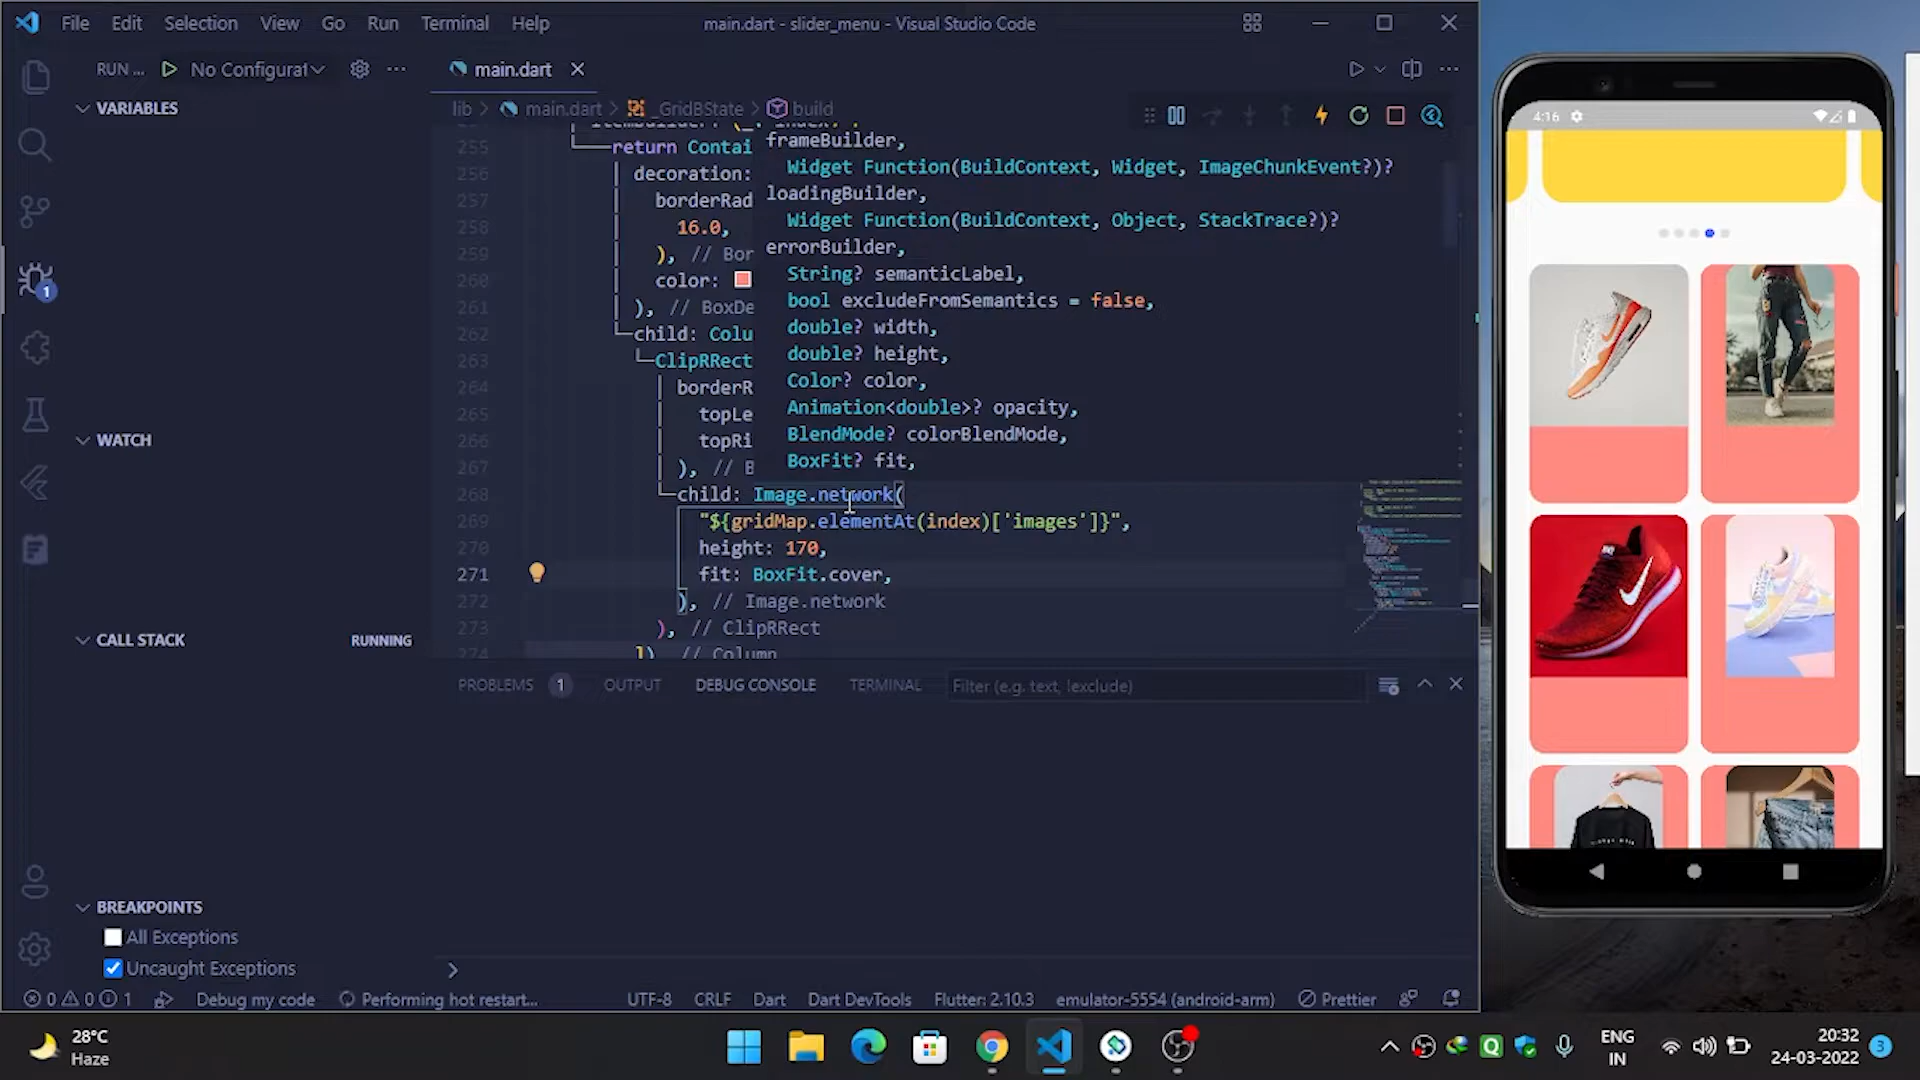 File Edit Selection View Go Run Terminal Help
main.dart - slider_menu - Visual Studio Code
RUN ... No Configurat
main.dart
VARIABLES
lib > main.dart > _GridBState > build
255 return Contai
256 decoration:
257 borderRad
258 16.0,
259 ), // Bor
260 color:
261 ), // BoxDe
262 child: Colu
263 ClipRRect
264 borderR
265 topLe
266 topRi
267 ), // B
268 child: Image.network(
269 "${gridMap.elementAt(index)['images']}",
270 height: 170,
271 fit: BoxFit.cover,
272 ), // Image.network
273 ), // ClipRRect
274 ]), // Column
frameBuilder,
Widget Function(BuildContext, Widget, ImageChunkEvent?)?
loadingBuilder,
Widget Function(BuildContext, Object, StackTrace?)?
errorBuilder,
String? semanticLabel,
bool excludeFromSemantics = false,
double? width,
double? height,
Color? color,
Animation<double>? opacity,
BlendMode? colorBlendMode,
BoxFit? fit,
WATCH
CALL STACK RUNNING
PROBLEMS 1 OUTPUT DEBUG CONSOLE TERMINAL Filter (e.g. text, !exclude)
BREAKPOINTS
All Exceptions
Uncaught Exceptions
0 0 1 Debug my code Performing hot restart... UTF-8 CRLF Dart Dart DevTools Flutter: 2.10.3 emulator-5554 (android-arm) Prettier
4:16
28°C
Haze
ENG
IN
20:32
24-03-2022
3